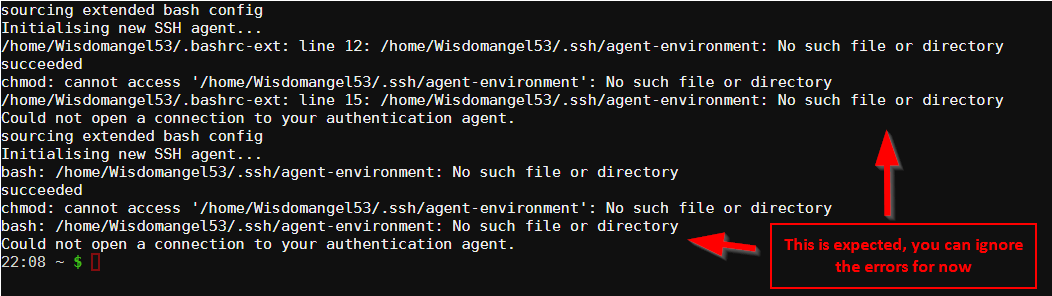 sourcing extended bash config
Initialising new SSH agent...
/home/Wisdomangel53/.bashrc-ext: line 12: /home/Wisdomangel53/.ssh/agent-environment: No such file or directory
succeeded
chmod: cannot access '/home/Wisdomangel53/.ssh/agent-environment': No such file or directory
/home/Wisdomangel53/.bashrc-ext: line 15: /home/Wisdomangel53/.ssh/agent-environment: No such file or directory
Could not open a connection to your authentication agent.
sourcing extended bash config
Initialising new SSH agent...
bash: /home/Wisdomangel53/.ssh/agent-environment: No such file or directory
succeeded
chmod: cannot access '/home/Wisdomangel53/.ssh/agent-environment': No such file or directory
bash: /home/Wisdomangel53/.ssh/agent-environment: No such file or directory
Could not open a connection to your authentication agent.
22:08 ~ $
This is expected, you can ignore
the errors for now